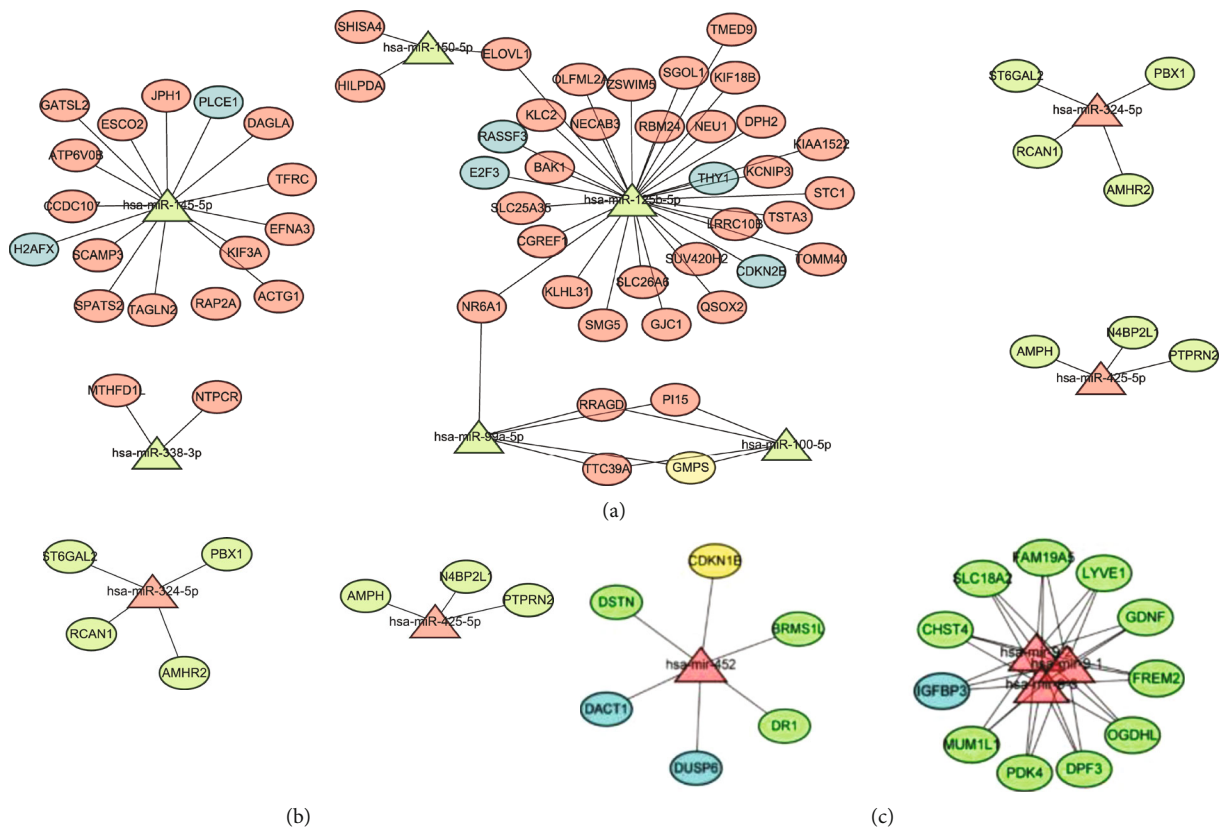 SHISA4
hsa-miR-150-5p
HILPDA
ELOVL1
TMED9
OLFML2A
ZSWIM5
SGOL1
KIF18B
KLC2
NECAB3
RBM24
NEU1
DPH2
RASSF3
KIAA1522
BAK1
E2F3
THY1
KCNIP3
hsa-miR-125b-5p
STC1
SLC25A35
LRRC10B
TSTA3
CGREF1
SUV420H2
TOMM40
CDKN2B
SLC26A6
KLHL31
NR6A1
QSOX2
SMG5
GJC1
JPH1
PLCE1
GATSL2
ESCO2
DAGLA
ATP6V0B
TFRC
CCDC107
hsa-miR-145-5p
EFNA3
H2AFX
SCAMP3
KIF3A
SPATS2
TAGLN2
RAP2A
ACTG1
MTHFD1L
NTPCR
hsa-miR-338-3p
RRAGD
PI15
hsa-miR-99a-5p
hsa-miR-100-5p
TTC39A
GMPS
ST6GAL2
PBX1
hsa-miR-324-5p
RCAN1
AMHR2
N4BP2L1
AMPH
PTPRN2
hsa-miR-425-5p
(a)
ST6GAL2
PBX1
hsa-miR-324-5p
RCAN1
AMHR2
N4BP2L1
AMPH
PTPRN2
hsa-miR-425-5p
(b)
CDKN1B
DSTN
BRMS1L
hsa-mir-452
DACT1
DR1
DUSP6
FAM19A5
SLC18A2
LYVE1
CHST4
GDNF
hsa-mir-9-1
IGFBP3
FREM2
MUM1L1
OGDHL
PDK4
DPF3
(c)